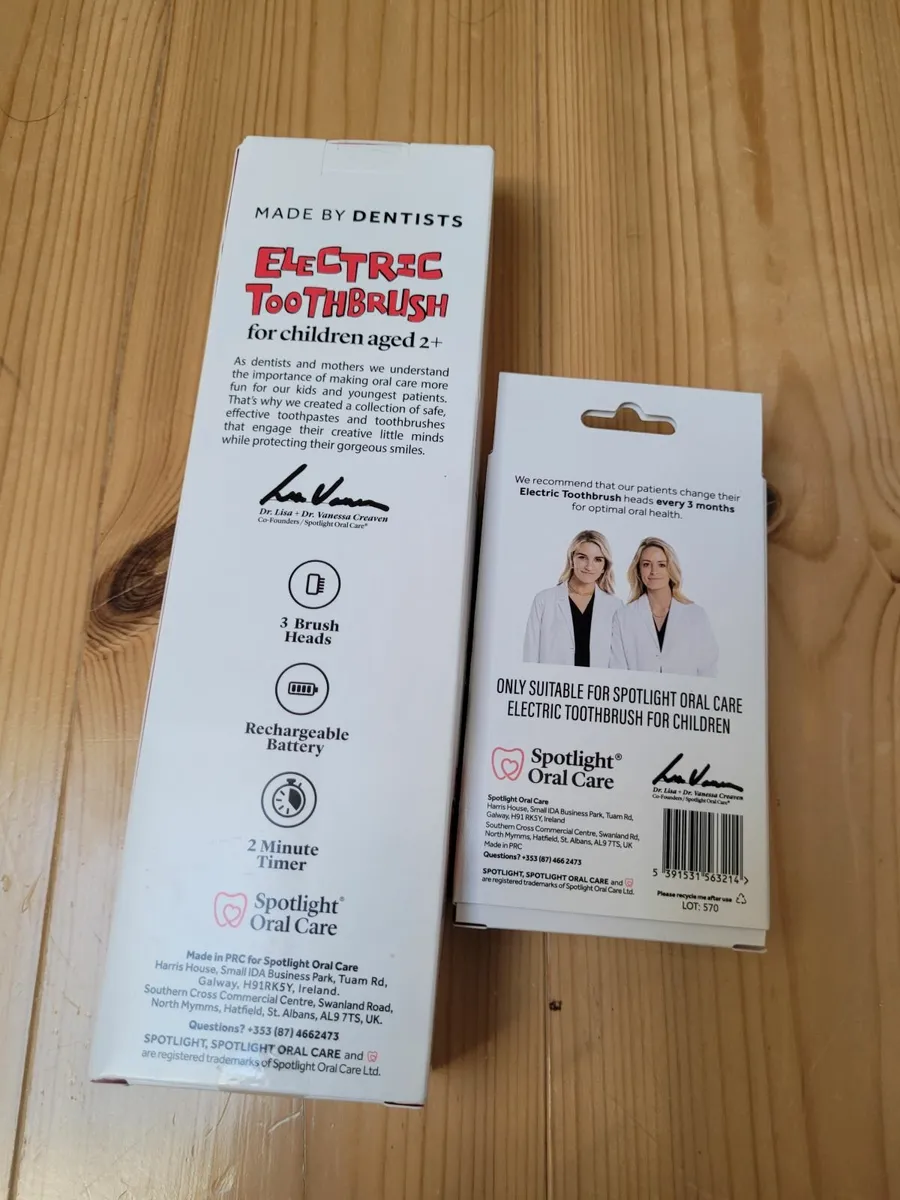 MADE BY DENTISTS
ELECTRIC
TOOTHBRUSH
for children aged 2+
As dentists and mothers we understand
the importance of making oral care more
fun for our kids and youngest patients.
That's why we created a collection of safe,
effective toothpastes and toothbrushes
that engage their creative little minds
while protecting their gorgeous smiles.
Dr. Lisa + Dr. Vanessa Creaven
Co-Founders / Spotlight Oral Care®
3 Brush
Heads
Rechargeable
Battery
2 Minute
Timer
Spotlight®
Oral Care
Made in PRC for Spotlight Oral Care
Harris House, Small IDA Business Park, Tuam Rd,
Galway, H91RK5Y, Ireland.
Southern Cross Commercial Centre, Swanland Road,
North Mymms, Hatfield, St. Albans, AL9 7TS, UK.
Questions? +353 (87) 4662473
SPOTLIGHT, SPOTLIGHT ORAL CARE and
are registered trademarks of Spotlight Oral Care Ltd.
We recommend that our patients change their
Electric Toothbrush heads every 3 months
for optimal oral health.
ONLY SUITABLE FOR SPOTLIGHT ORAL CARE
ELECTRIC TOOTHBRUSH FOR CHILDREN
Spotlight®
Oral Care
Dr. Lisa + Dr. Vanessa Creaven
Co-Founders / Spotlight Oral Care®
Spotlight Oral Care
Harris House, Small IDA Business Park, Tuam Rd,
Galway, H91 RK5Y, Ireland
Southern Cross Commercial Centre, Swanland Rd,
North Mymms, Hatfield, St. Albans, AL9 7TS, UK
Made in PRC
Questions? +353 (87) 466 2473
SPOTLIGHT, SPOTLIGHT ORAL CARE and
are registered trademarks of Spotlight Oral Care Ltd.
5 391531 563214 >
Please recycle me after use
LOT: 570